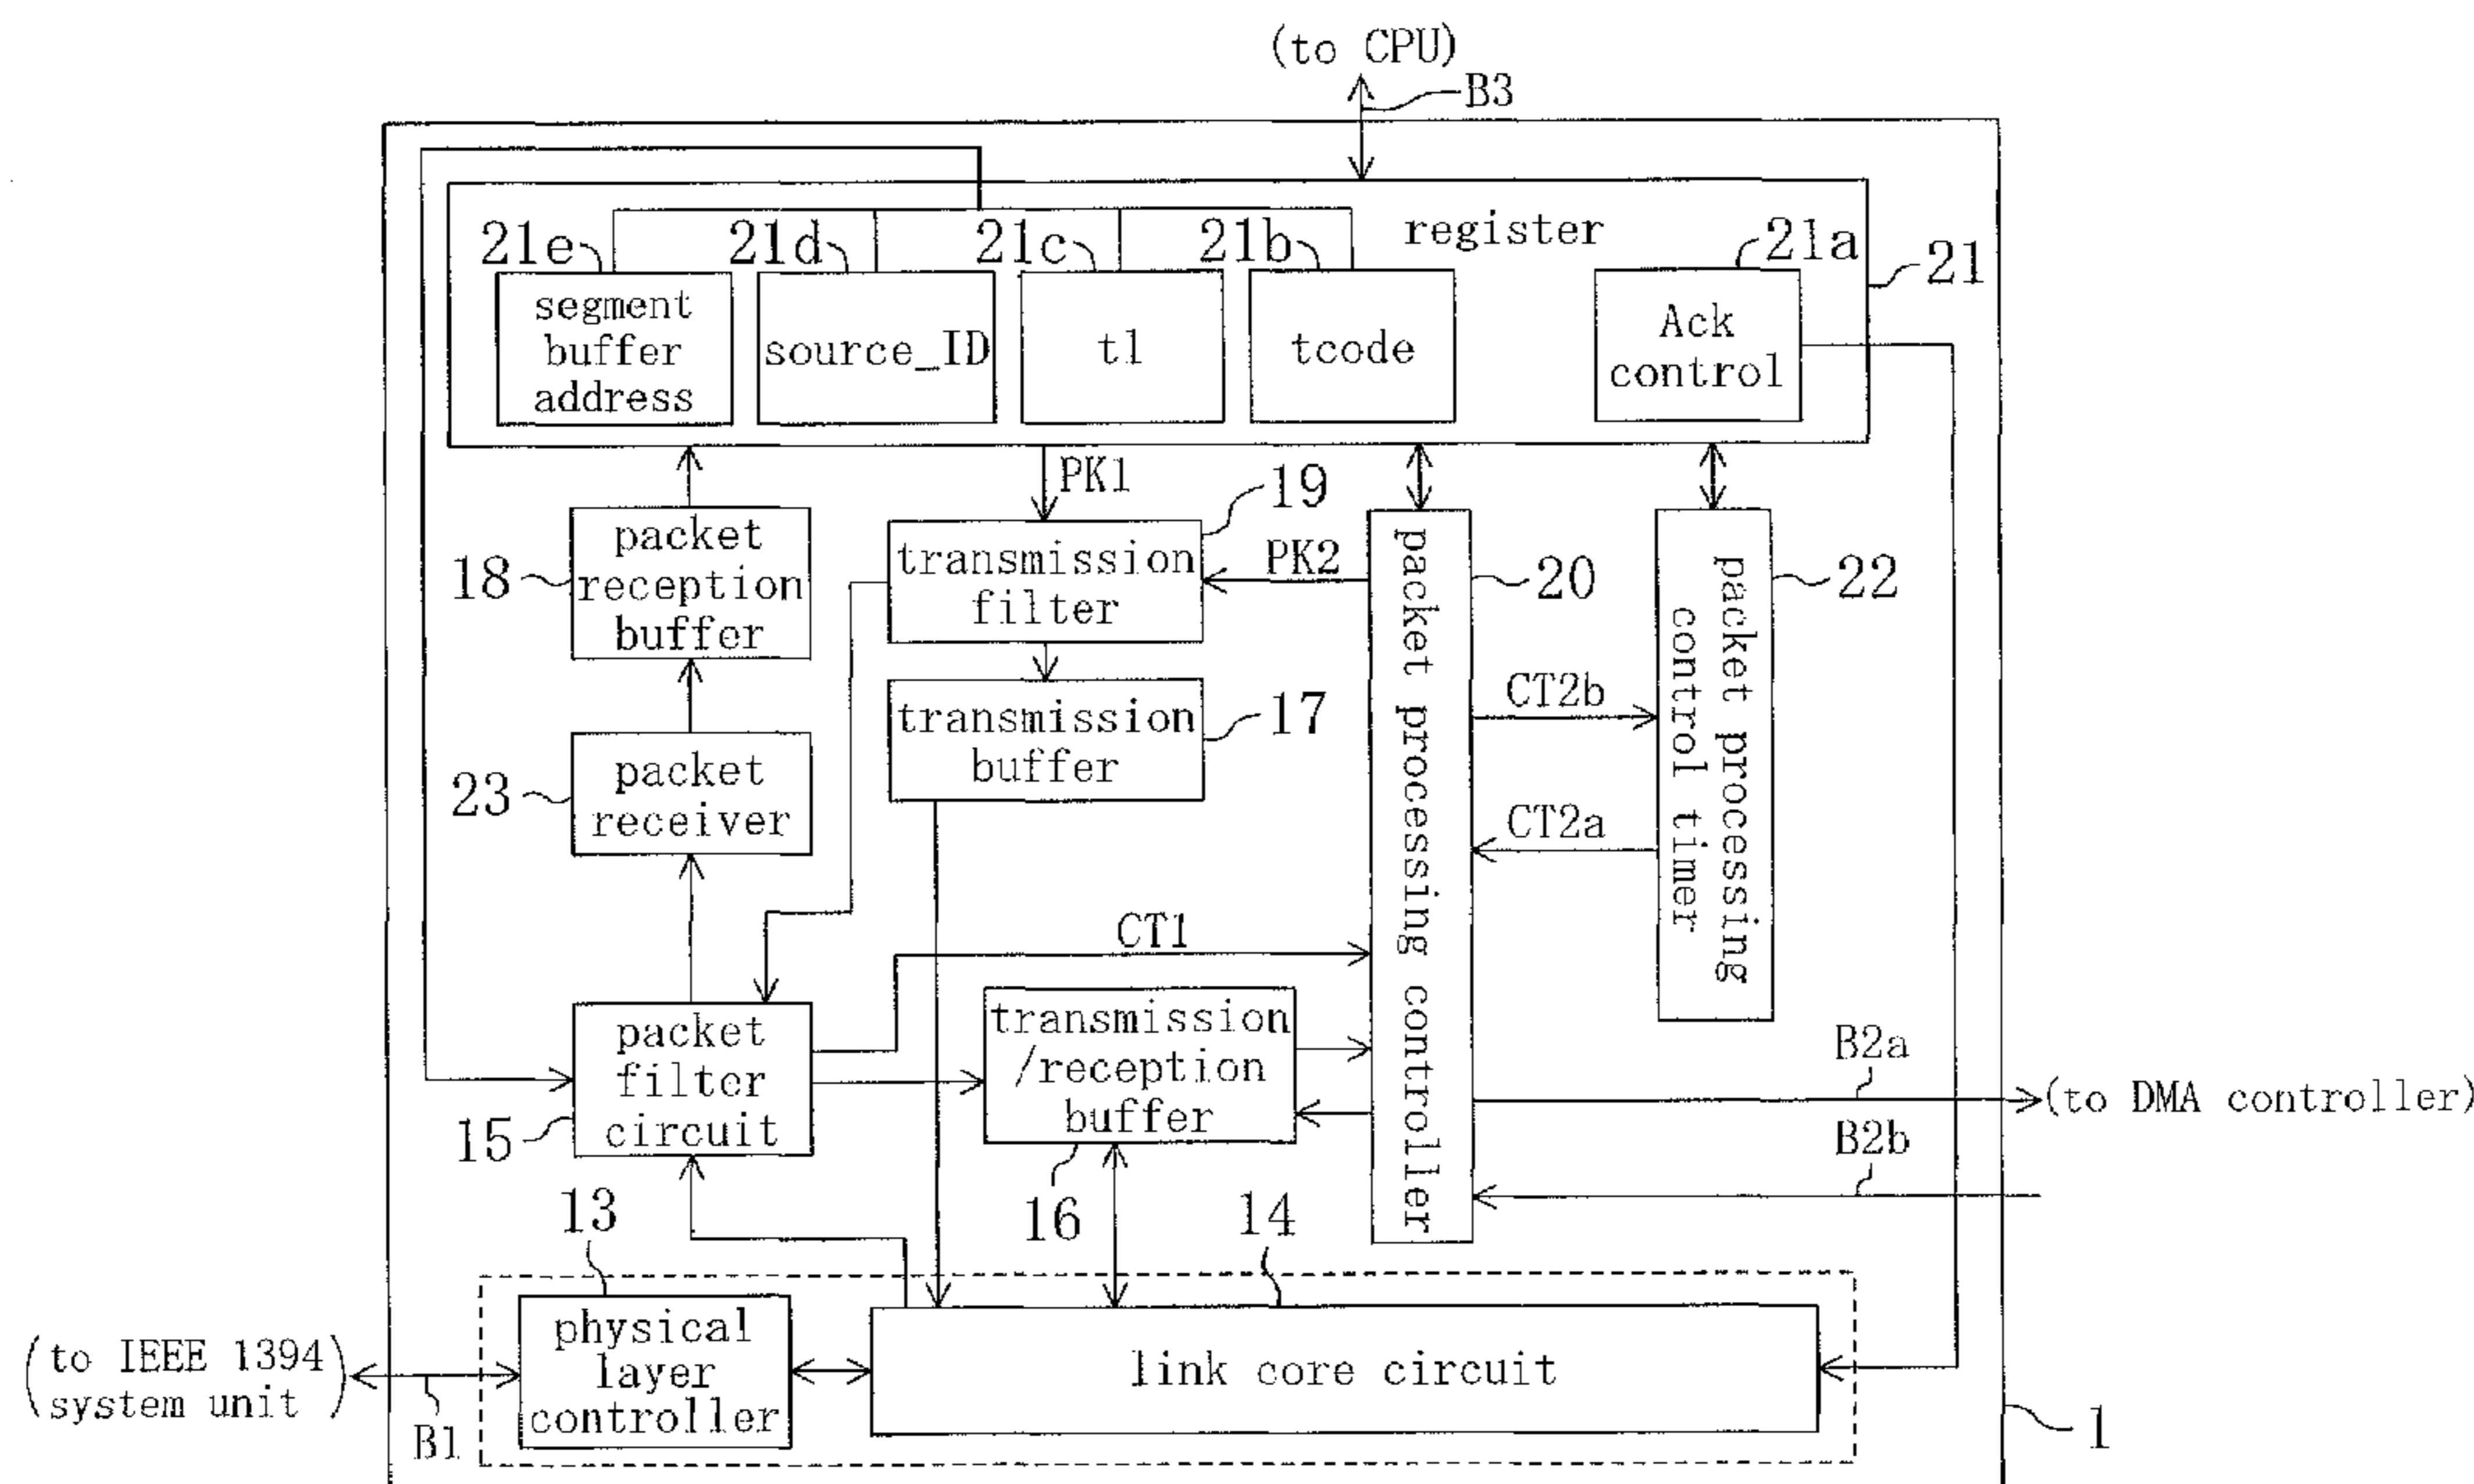 (to CPU)
B3
register
21e
21d
21c
21b
21a
21
segment
buffer
address
source_ID
tl
tcode
Ack
control
PK1
19
packet
reception
buffer
18
transmission
filter
PK2
20
22
packet processing controller
packet processing
control timer
transmission
buffer
17
CT2b
packet
receiver
23
CT2a
CT1
packet
filter
circuit
15
transmission
/reception
buffer
16
B2a
(to DMA controller)
B2b
13
14
physical
layer
controller
link core circuit
(to IEEE 1394
system unit)
B1
1